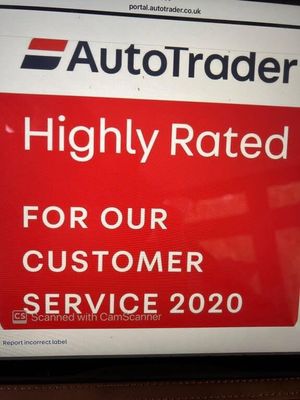 portal.autotrader.co.uk
AutoTrader
Highly Rated
FOR OUR
CUSTOMER
SERVICE 2020
CS Scanned with CamScanner
Report incorrect label